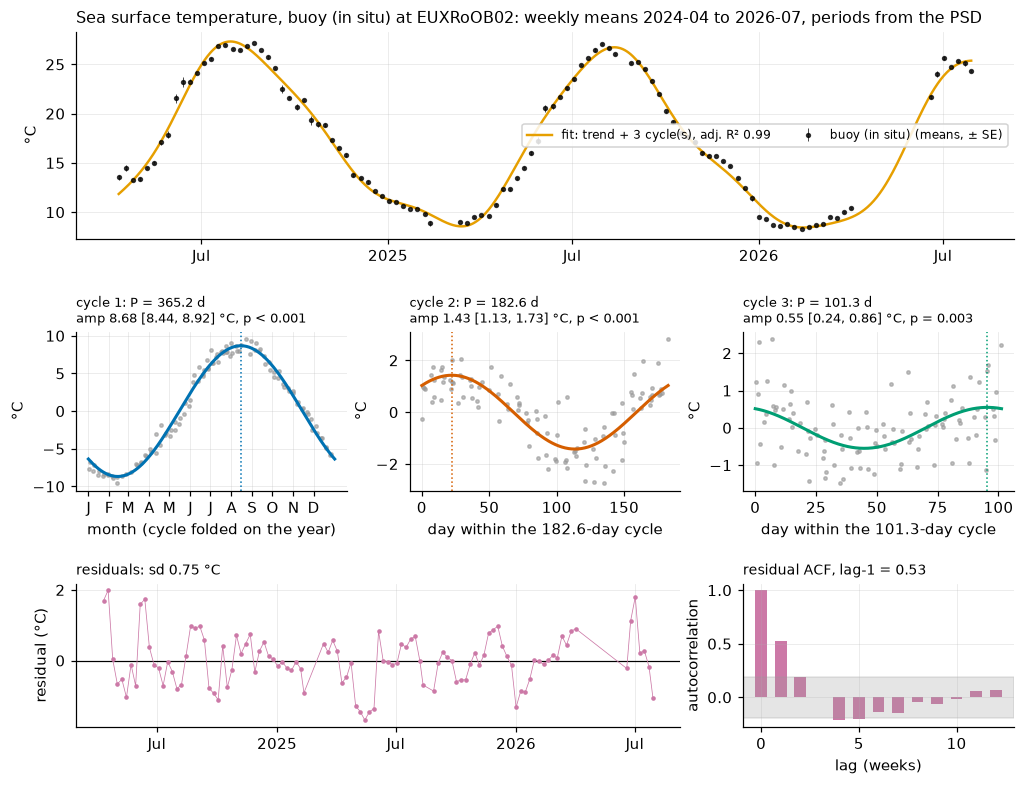 Sea surface temperature, buoy (in situ) at EUXRoOB02: weekly means 2024-04 to 2026-07, periods from the PSD
°C
25
20
15
10
fit: trend + 3 cycle(s), adj. R² 0.99
buoy (in situ) (means, ± SE)
Jul
2025
Jul
2026
Jul
cycle 1: P = 365.2 d
amp 8.68 [8.44, 8.92] °C, p < 0.001
°C
10
5
0
−5
−10
J F M A M J J A S O N D
month (cycle folded on the year)
cycle 2: P = 182.6 d
amp 1.43 [1.13, 1.73] °C, p < 0.001
°C
2
0
−2
0 50 100 150
day within the 182.6-day cycle
cycle 3: P = 101.3 d
amp 0.55 [0.24, 0.86] °C, p = 0.003
°C
2
1
0
−1
0 25 50 75 100
day within the 101.3-day cycle
residuals: sd 0.75 °C
residual (°C)
2
0
Jul
2025
Jul
2026
Jul
residual ACF, lag-1 = 0.53
autocorrelation
1.0
0.5
0.0
0 5 10
lag (weeks)